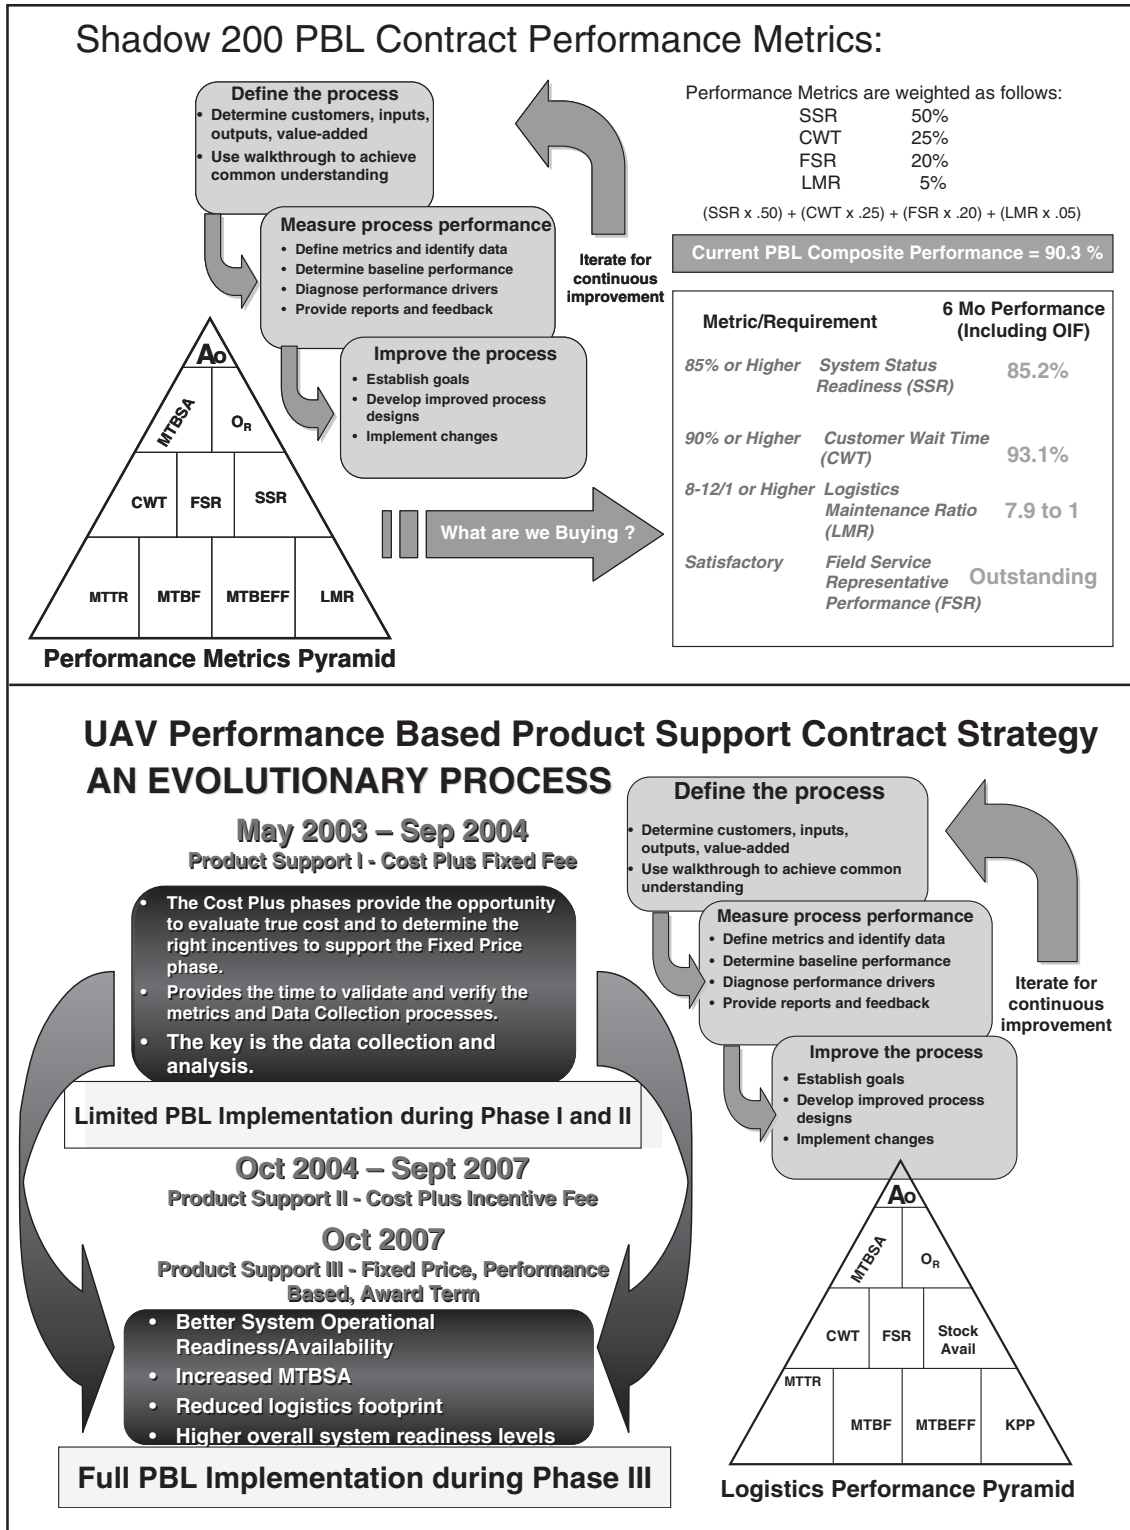 Shadow 200 PBL Contract Performance Metrics:
Define the process
• Determine customers, inputs,
outputs, value-added
• Use walkthrough to achieve
common understanding
Measure process performance
• Define metrics and identify data
• Determine baseline performance
• Diagnose performance drivers
• Provide reports and feedback
Improve the process
• Establish goals
• Develop improved process
designs
• Implement changes
Iterate for
continuous
improvement
Performance Metrics are weighted as follows:
SSR 50%
CWT 25%
FSR 20%
LMR 5%
(SSR x .50) + (CWT x .25) + (FSR x .20) + (LMR x .05)
Current PBL Composite Performance = 90.3 %
Metric/Requirement
6 Mo Performance
(Including OIF)
85% or Higher System Status
Readiness (SSR)
85.2%
90% or Higher Customer Wait Time
(CWT)
93.1%
8-12/1 or Higher Logistics
Maintenance Ratio
(LMR)
7.9 to 1
Satisfactory Field Service
Representative
Performance (FSR)
Outstanding
What are we Buying ?
Ao
MTBSA
OR
CWT FSR SSR
MTTR MTBF MTBEFF LMR
Performance Metrics Pyramid
UAV Performance Based Product Support Contract Strategy
AN EVOLUTIONARY PROCESS
May 2003 – Sep 2004
Product Support I - Cost Plus Fixed Fee
• The Cost Plus phases provide the opportunity
to evaluate true cost and to determine the
right incentives to support the Fixed Price
phase.
• Provides the time to validate and verify the
metrics and Data Collection processes.
• The key is the data collection and
analysis.
Limited PBL Implementation during Phase I and II
Oct 2004 – Sept 2007
Product Support II - Cost Plus Incentive Fee
Oct 2007
Product Support III - Fixed Price, Performance
Based, Award Term
• Better System Operational
Readiness/Availability
• Increased MTBSA
• Reduced logistics footprint
• Higher overall system readiness levels
Full PBL Implementation during Phase III
Define the process
• Determine customers, inputs,
outputs, value-added
• Use walkthrough to achieve common
understanding
Measure process performance
• Define metrics and identify data
• Determine baseline performance
• Diagnose performance drivers
• Provide reports and feedback
Improve the process
• Establish goals
• Develop improved process
designs
• Implement changes
Iterate for
continuous
improvement
Ao
MTBSA
OR
CWT FSR Stock
Avail
MTTR
MTBF MTBEFF KPP
Logistics Performance Pyramid